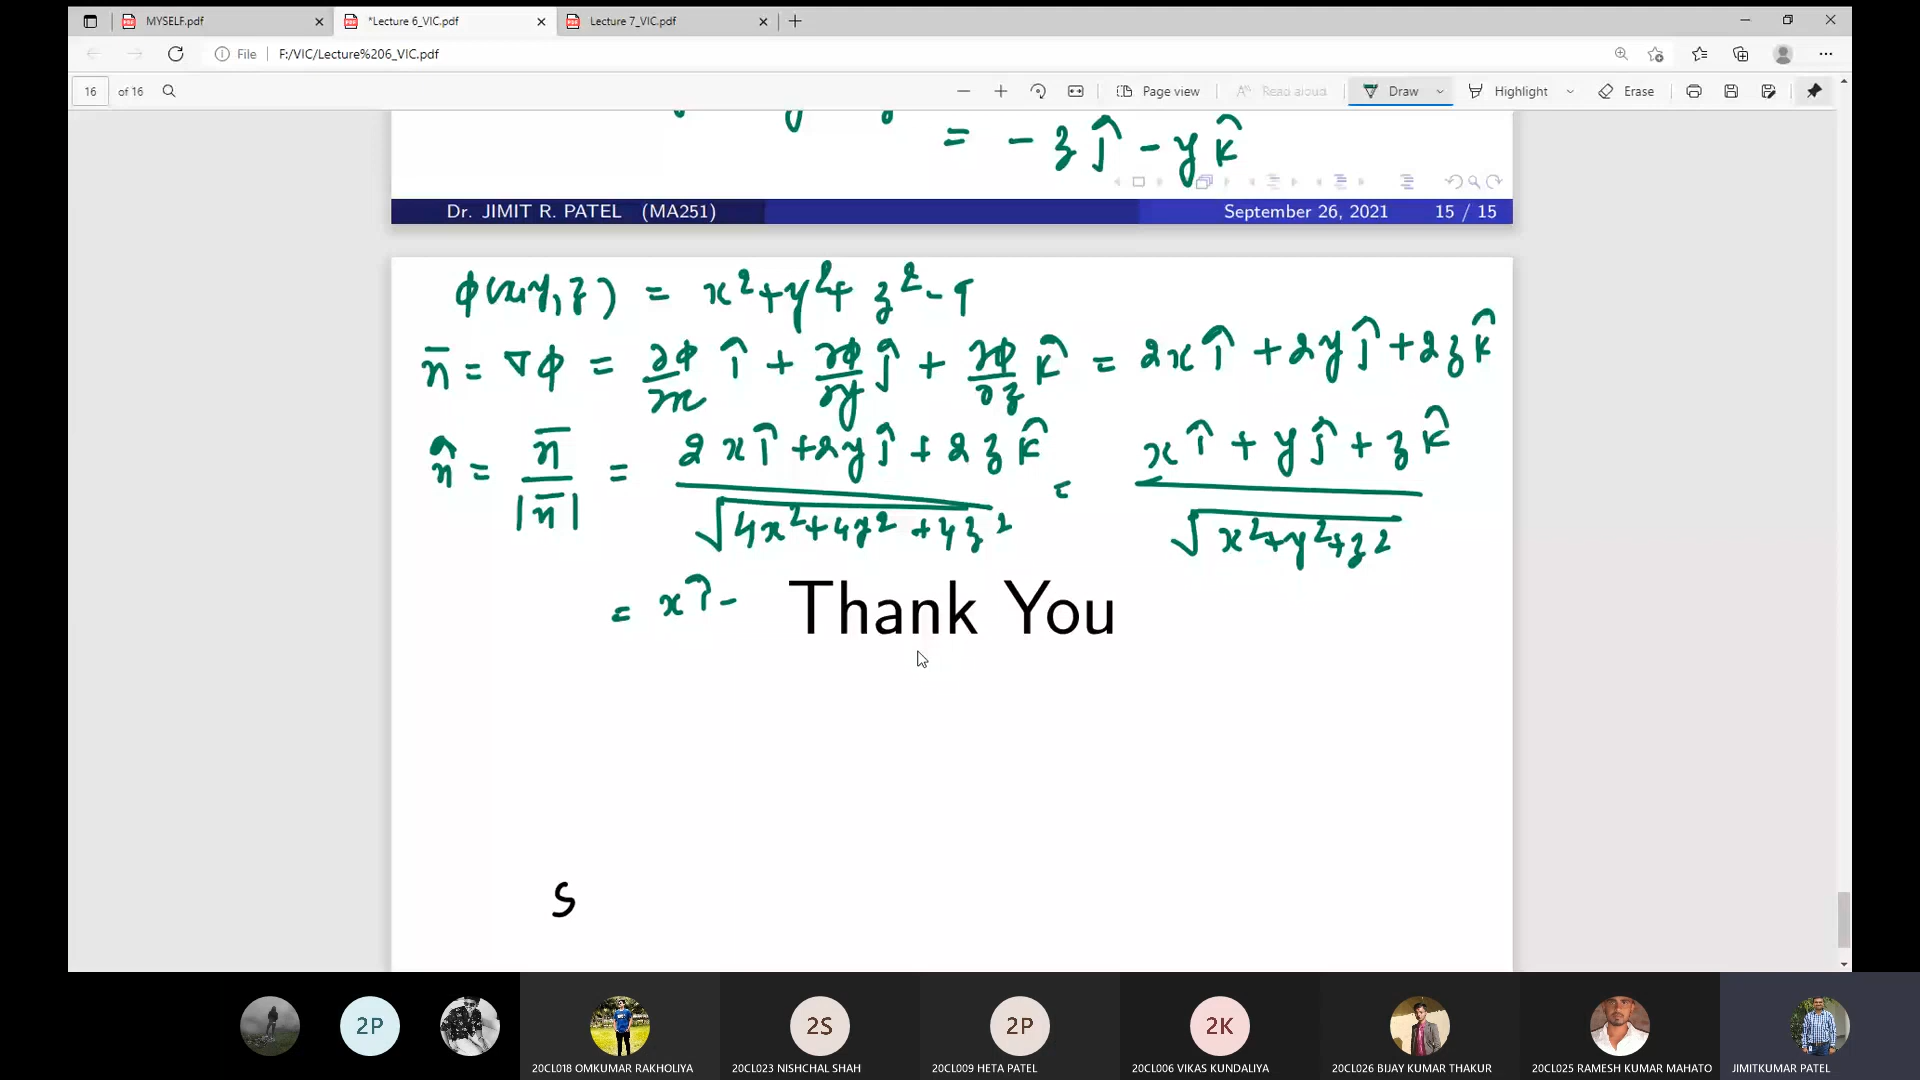 MYSELF.pdf
*Lecture 6_VIC.pdf
Lecture 7_VIC.pdf
File F:/VIC/Lecture%206_VIC.pdf
16 of 16 Page view Read aloud Draw Highlight Erase
= - z ĵ - y k̂
Dr. JIMIT R. PATEL (MA251) September 26, 2021 15 / 15
φ(x,y,z) = x²+y²+z²-9
n̄ = ∇φ = ∂φ/∂x î + ∂φ/∂y ĵ + ∂φ/∂z k̂ = 2x î + 2y ĵ + 2z k̂
n̂ = n̄/|n̄| = (2x î + 2y ĵ + 2z k̂)/√(4x²+4y²+4z²) = (x î + y ĵ + z k̂)/√(x²+y²+z²)
= x î -
Thank You
S
2P 2S 2P 2K
20CL018 OMKUMAR RAKHOLIYA 20CL023 NISHCHAL SHAH 20CL009 HETA PATEL 20CL006 VIKAS KUNDALIYA 20CL026 BIJAY KUMAR THAKUR 20CL025 RAMESH KUMAR MAHATO JIMITKUMAR PATEL